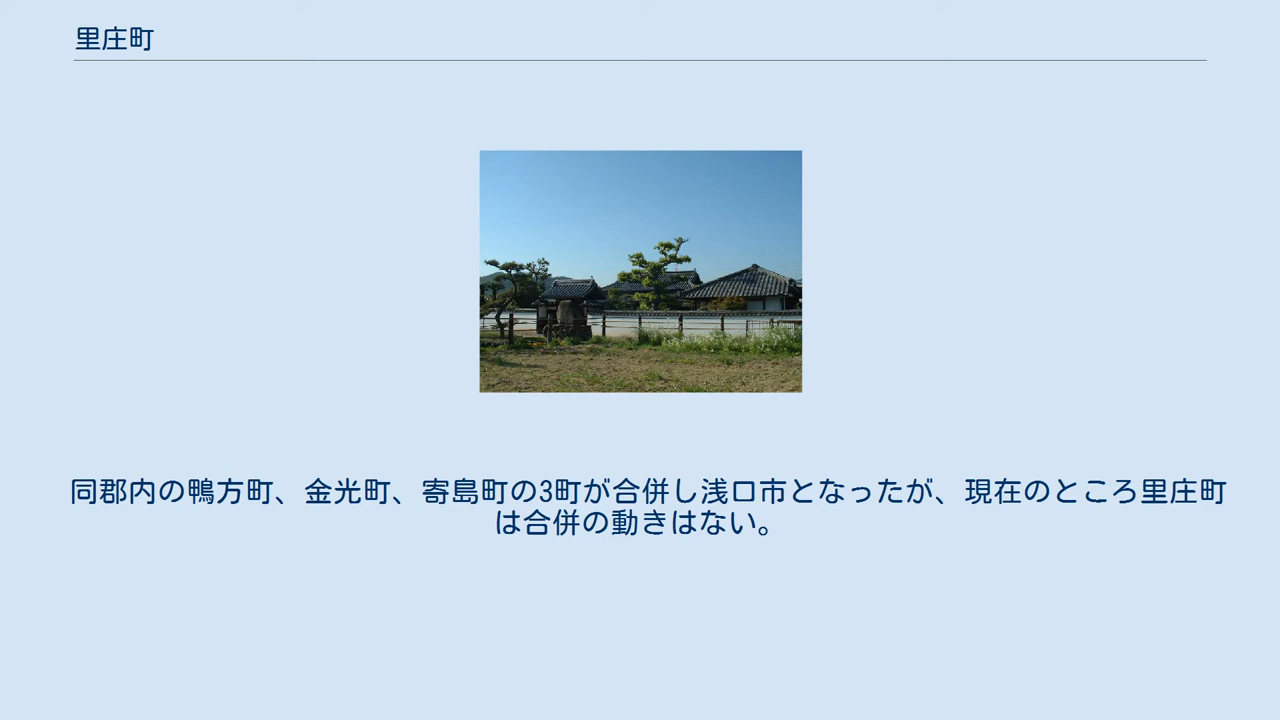 里庄町
同郡内の鴨方町、金光町、寄島町の3町が合併し浅口市となったが、現在のところ里庄町
は合併の動きはない。